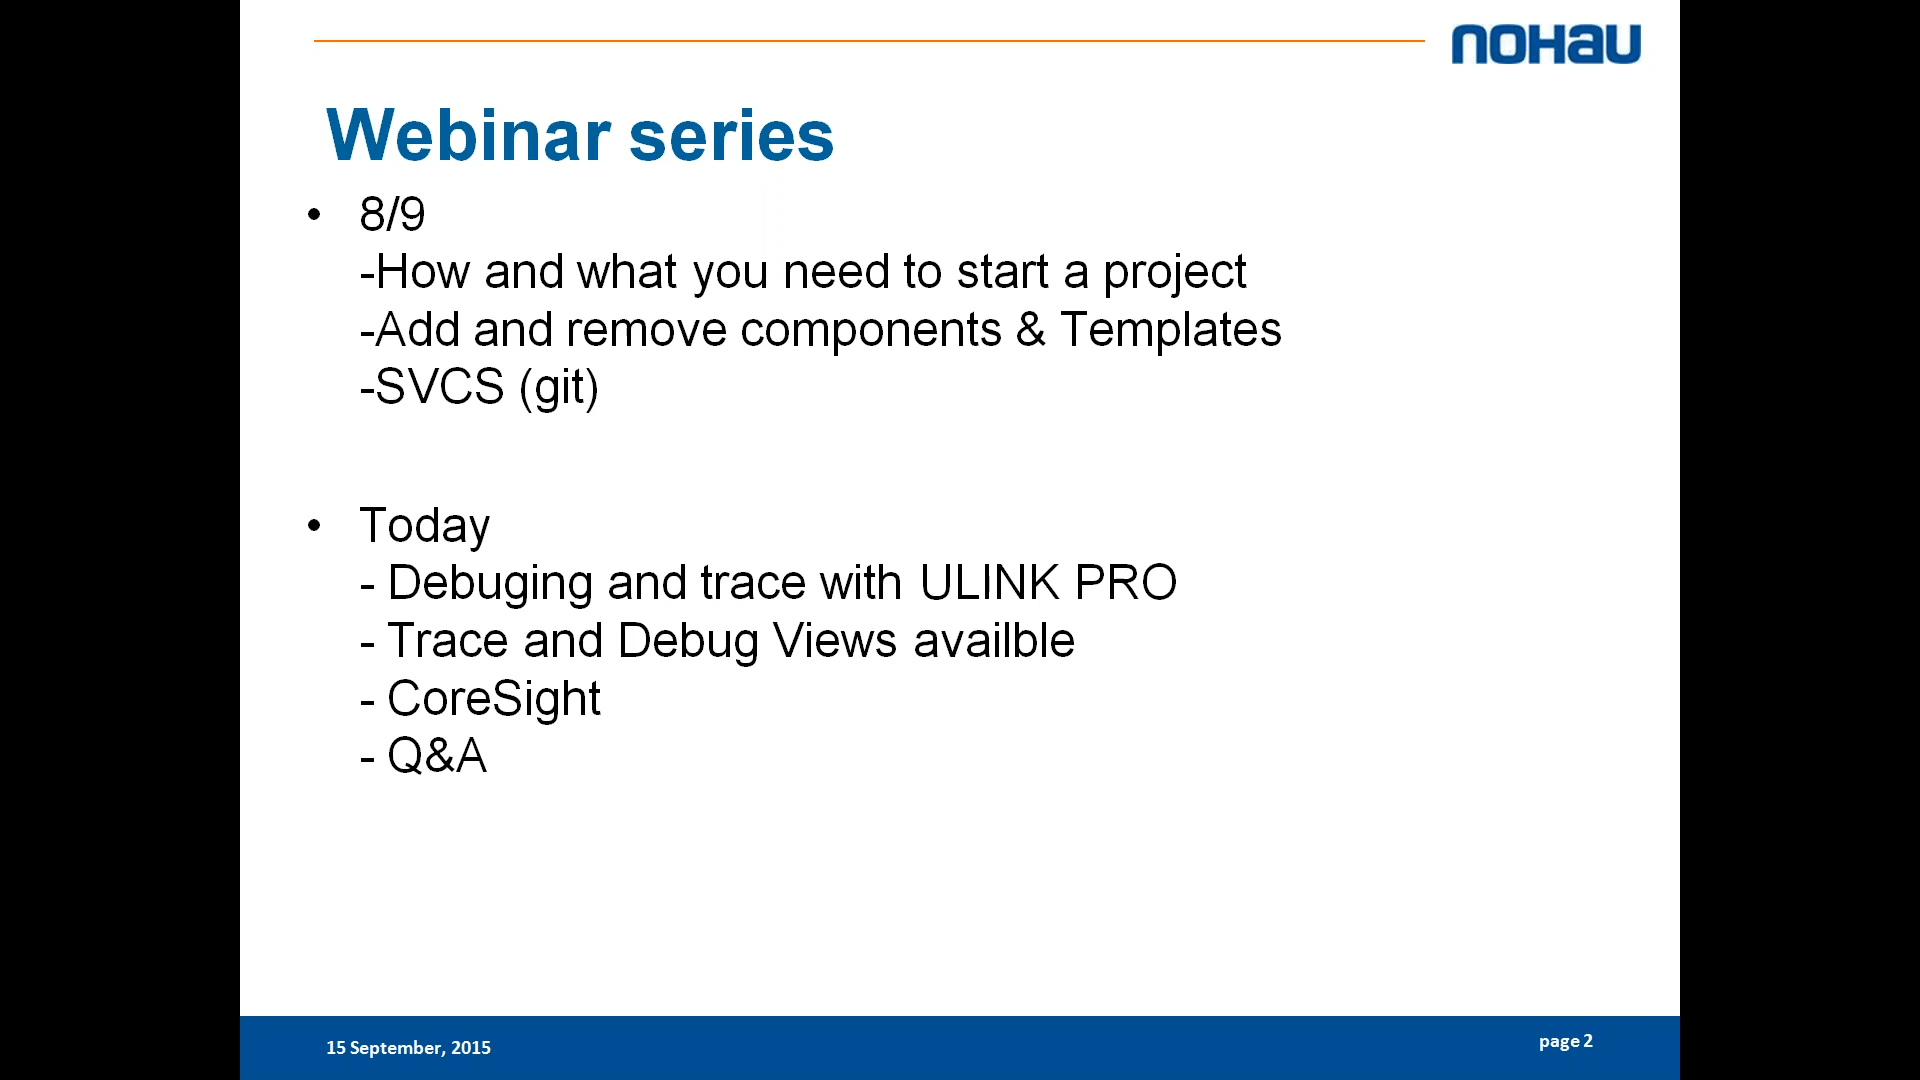 NOHAU
Webinar series
• 8/9
-How and what you need to start a project
-Add and remove components & Templates
-SVCS (git)
• Today
- Debuging and trace with ULINK PRO
- Trace and Debug Views availble
- CoreSight
- Q&A
15 September, 2015
page 2